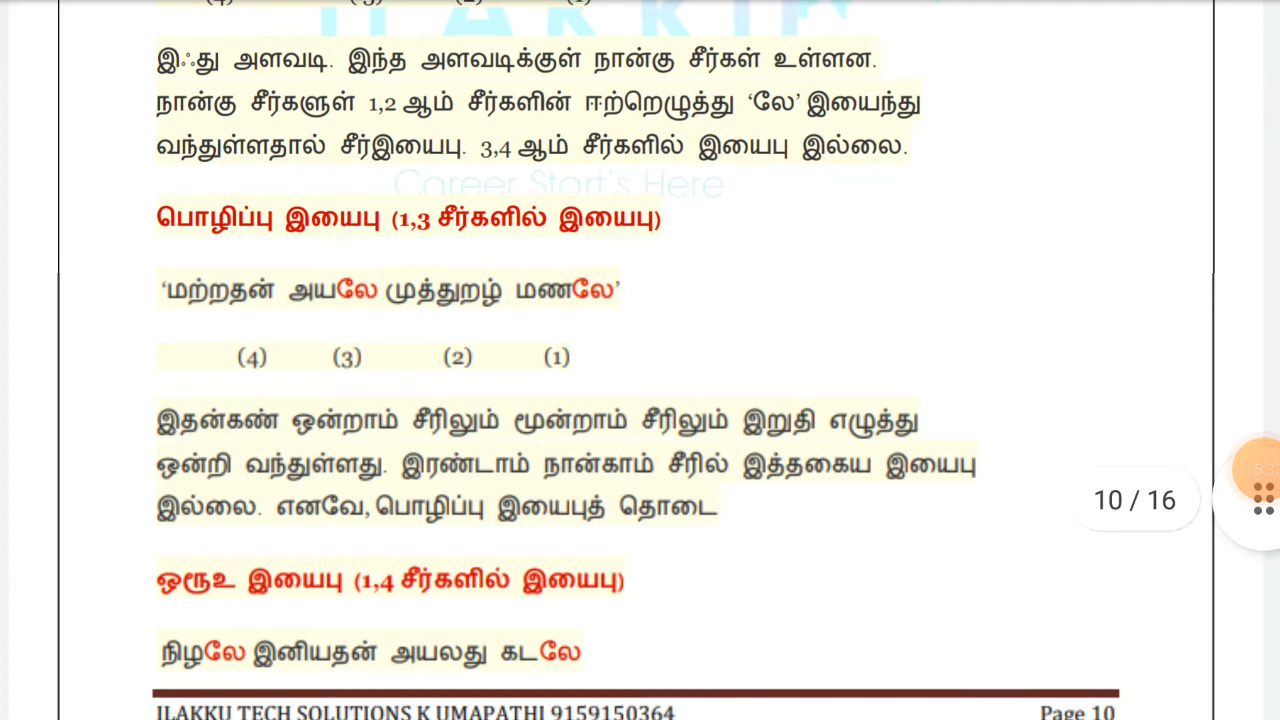 இஃது அளவடி. இந்த அளவடிக்குள் நான்கு சீர்கள் உள்ளன.
நான்கு சீர்களுள் 1,2 ஆம் சீர்களின் ஈற்றெழுத்து ‘லே’ இயைந்து
வந்துள்ளதால் சீர்இயைபு. 3,4 ஆம் சீர்களில் இயைபு இல்லை.
Career Start's Here
பொழிப்பு இயைபு (1,3 சீர்களில் இயைபு)
‘மற்றதன் அயலே முத்துறழ் மணலே’
(4) (3) (2) (1)
இதன்கண் ஒன்றாம் சீரிலும் மூன்றாம் சீரிலும் இறுதி எழுத்து
ஒன்றி வந்துள்ளது. இரண்டாம் நான்காம் சீரில் இத்தகைய இயைபு
இல்லை. எனவே, பொழிப்பு இயைபுத் தொடை
10 / 16
ஒரூஉ இயைபு (1,4 சீர்களில் இயைபு)
நிழலே இனியதன் அயலது கடலே
ILAKKU TECH SOLUTIONS K UMAPATHI 9159150364 Page 10